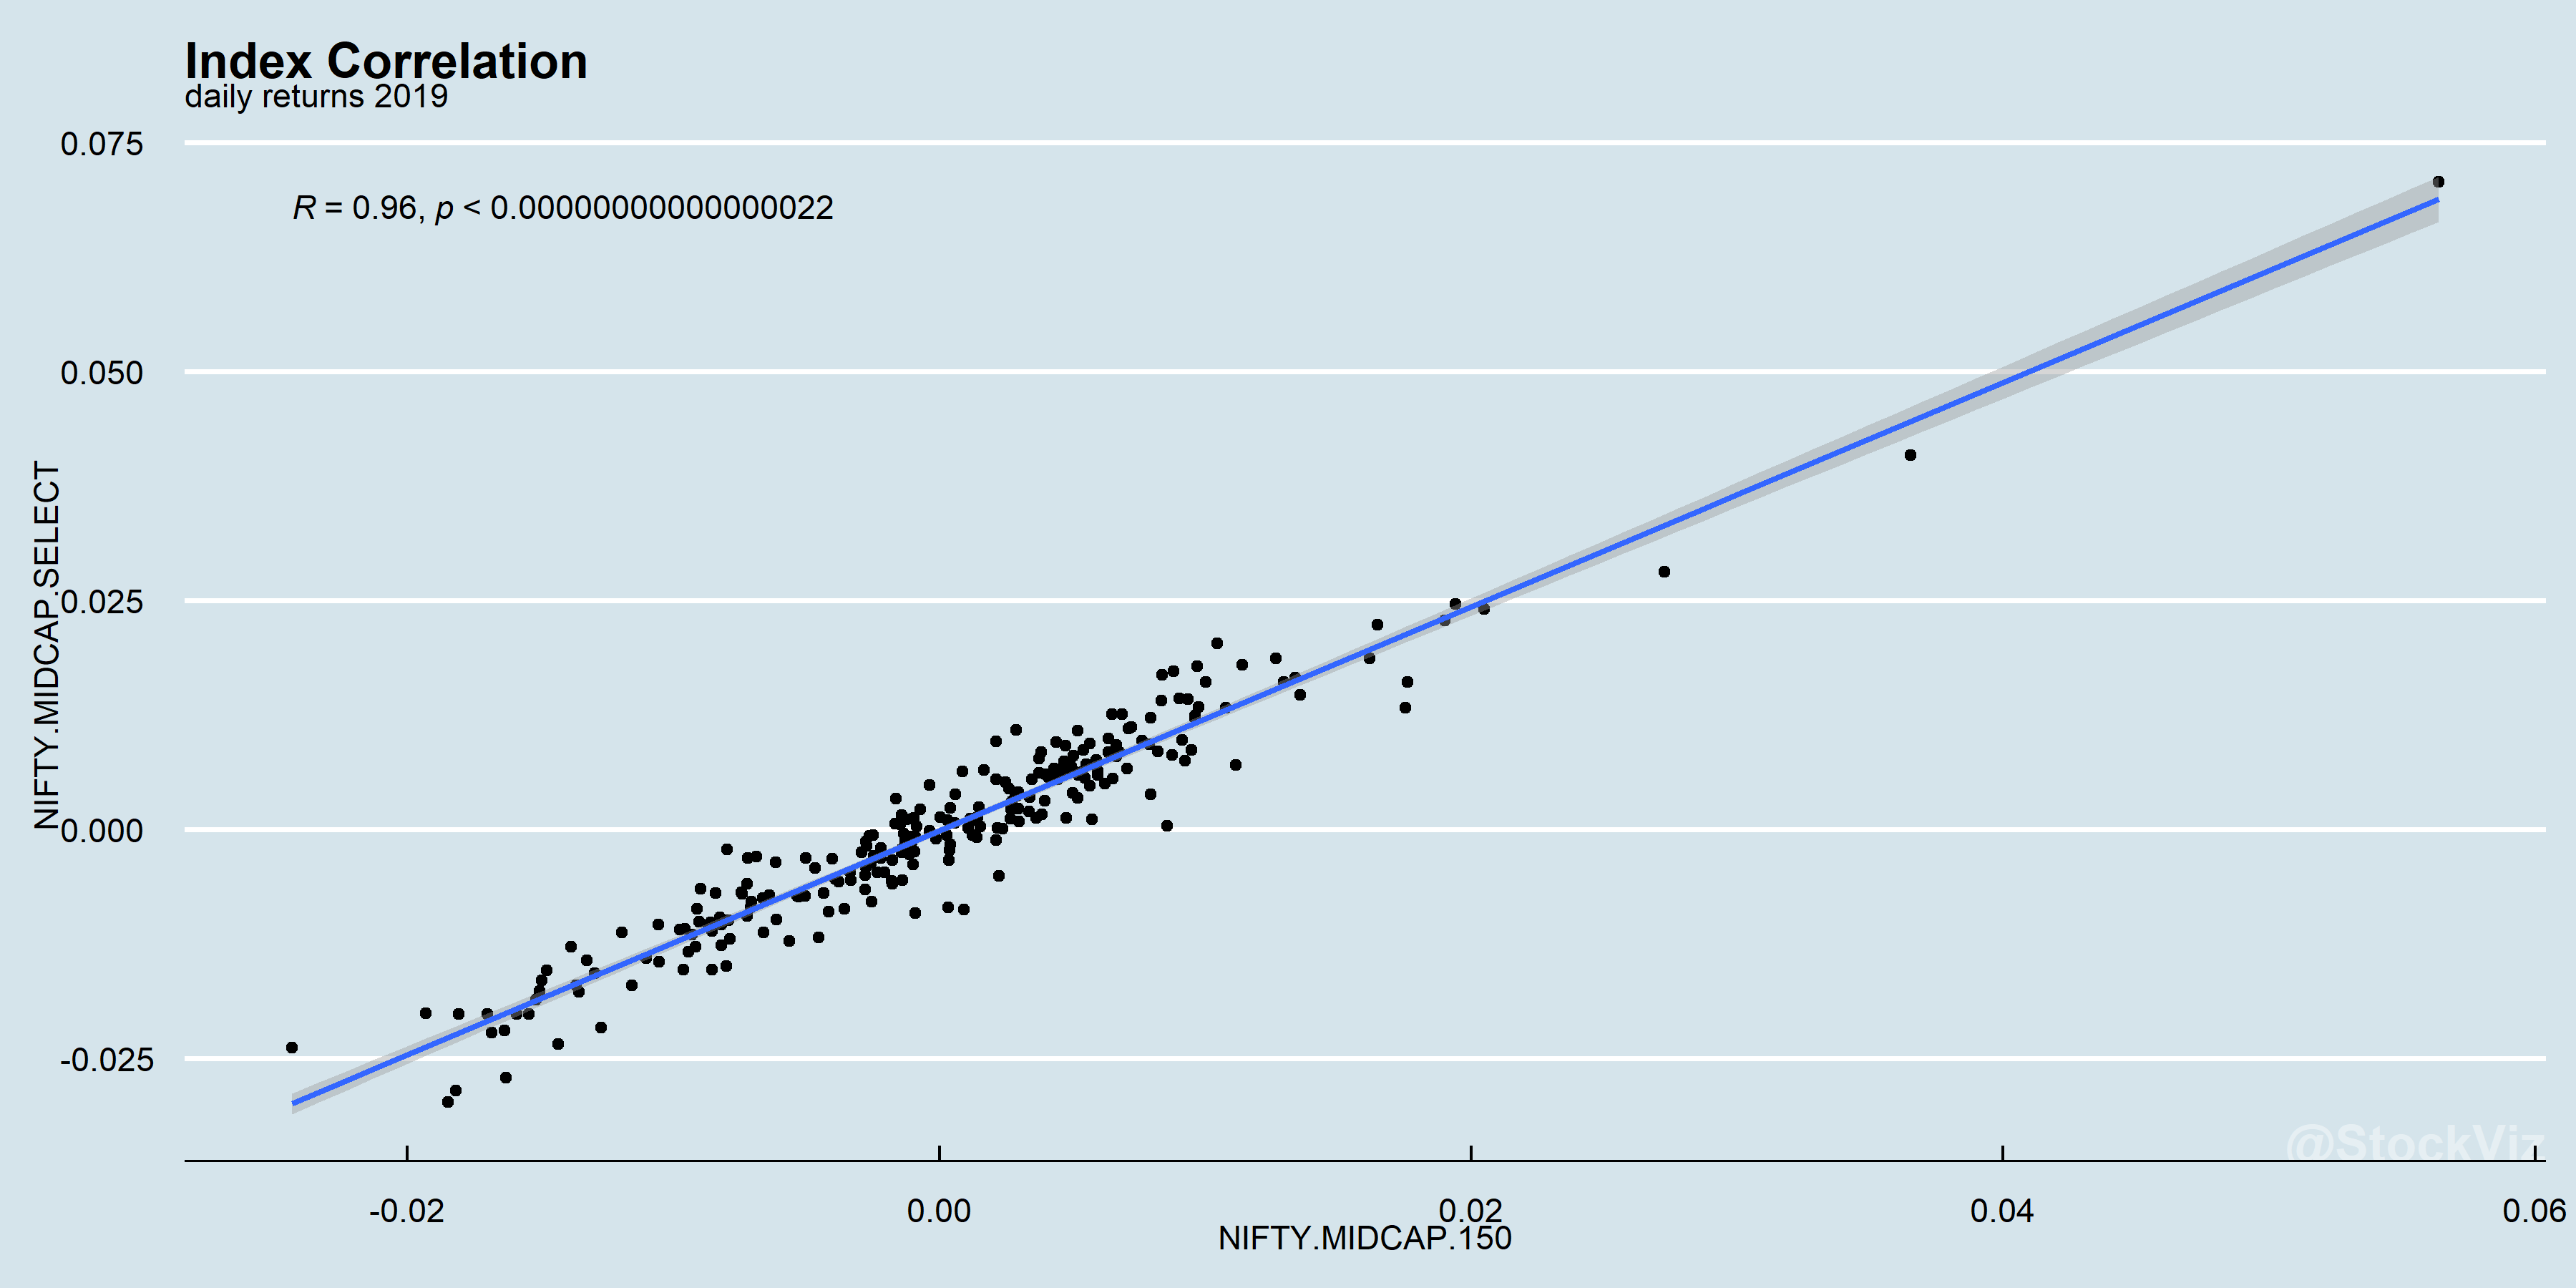 Index Correlation
daily returns 2019
R = 0.96, p < 0.00000000000000022
NIFTY.MIDCAP.SELECT
0.075
0.050
0.025
0.000
-0.025
@StockViz
-0.02
0.00
0.02
0.04
0.06
NIFTY.MIDCAP.150